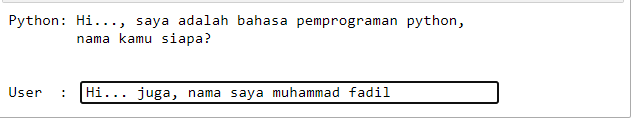 Python: Hi..., saya adalah bahasa pemprograman python,
nama kamu siapa?
User  : Hi... juga, nama saya muhammad fadil